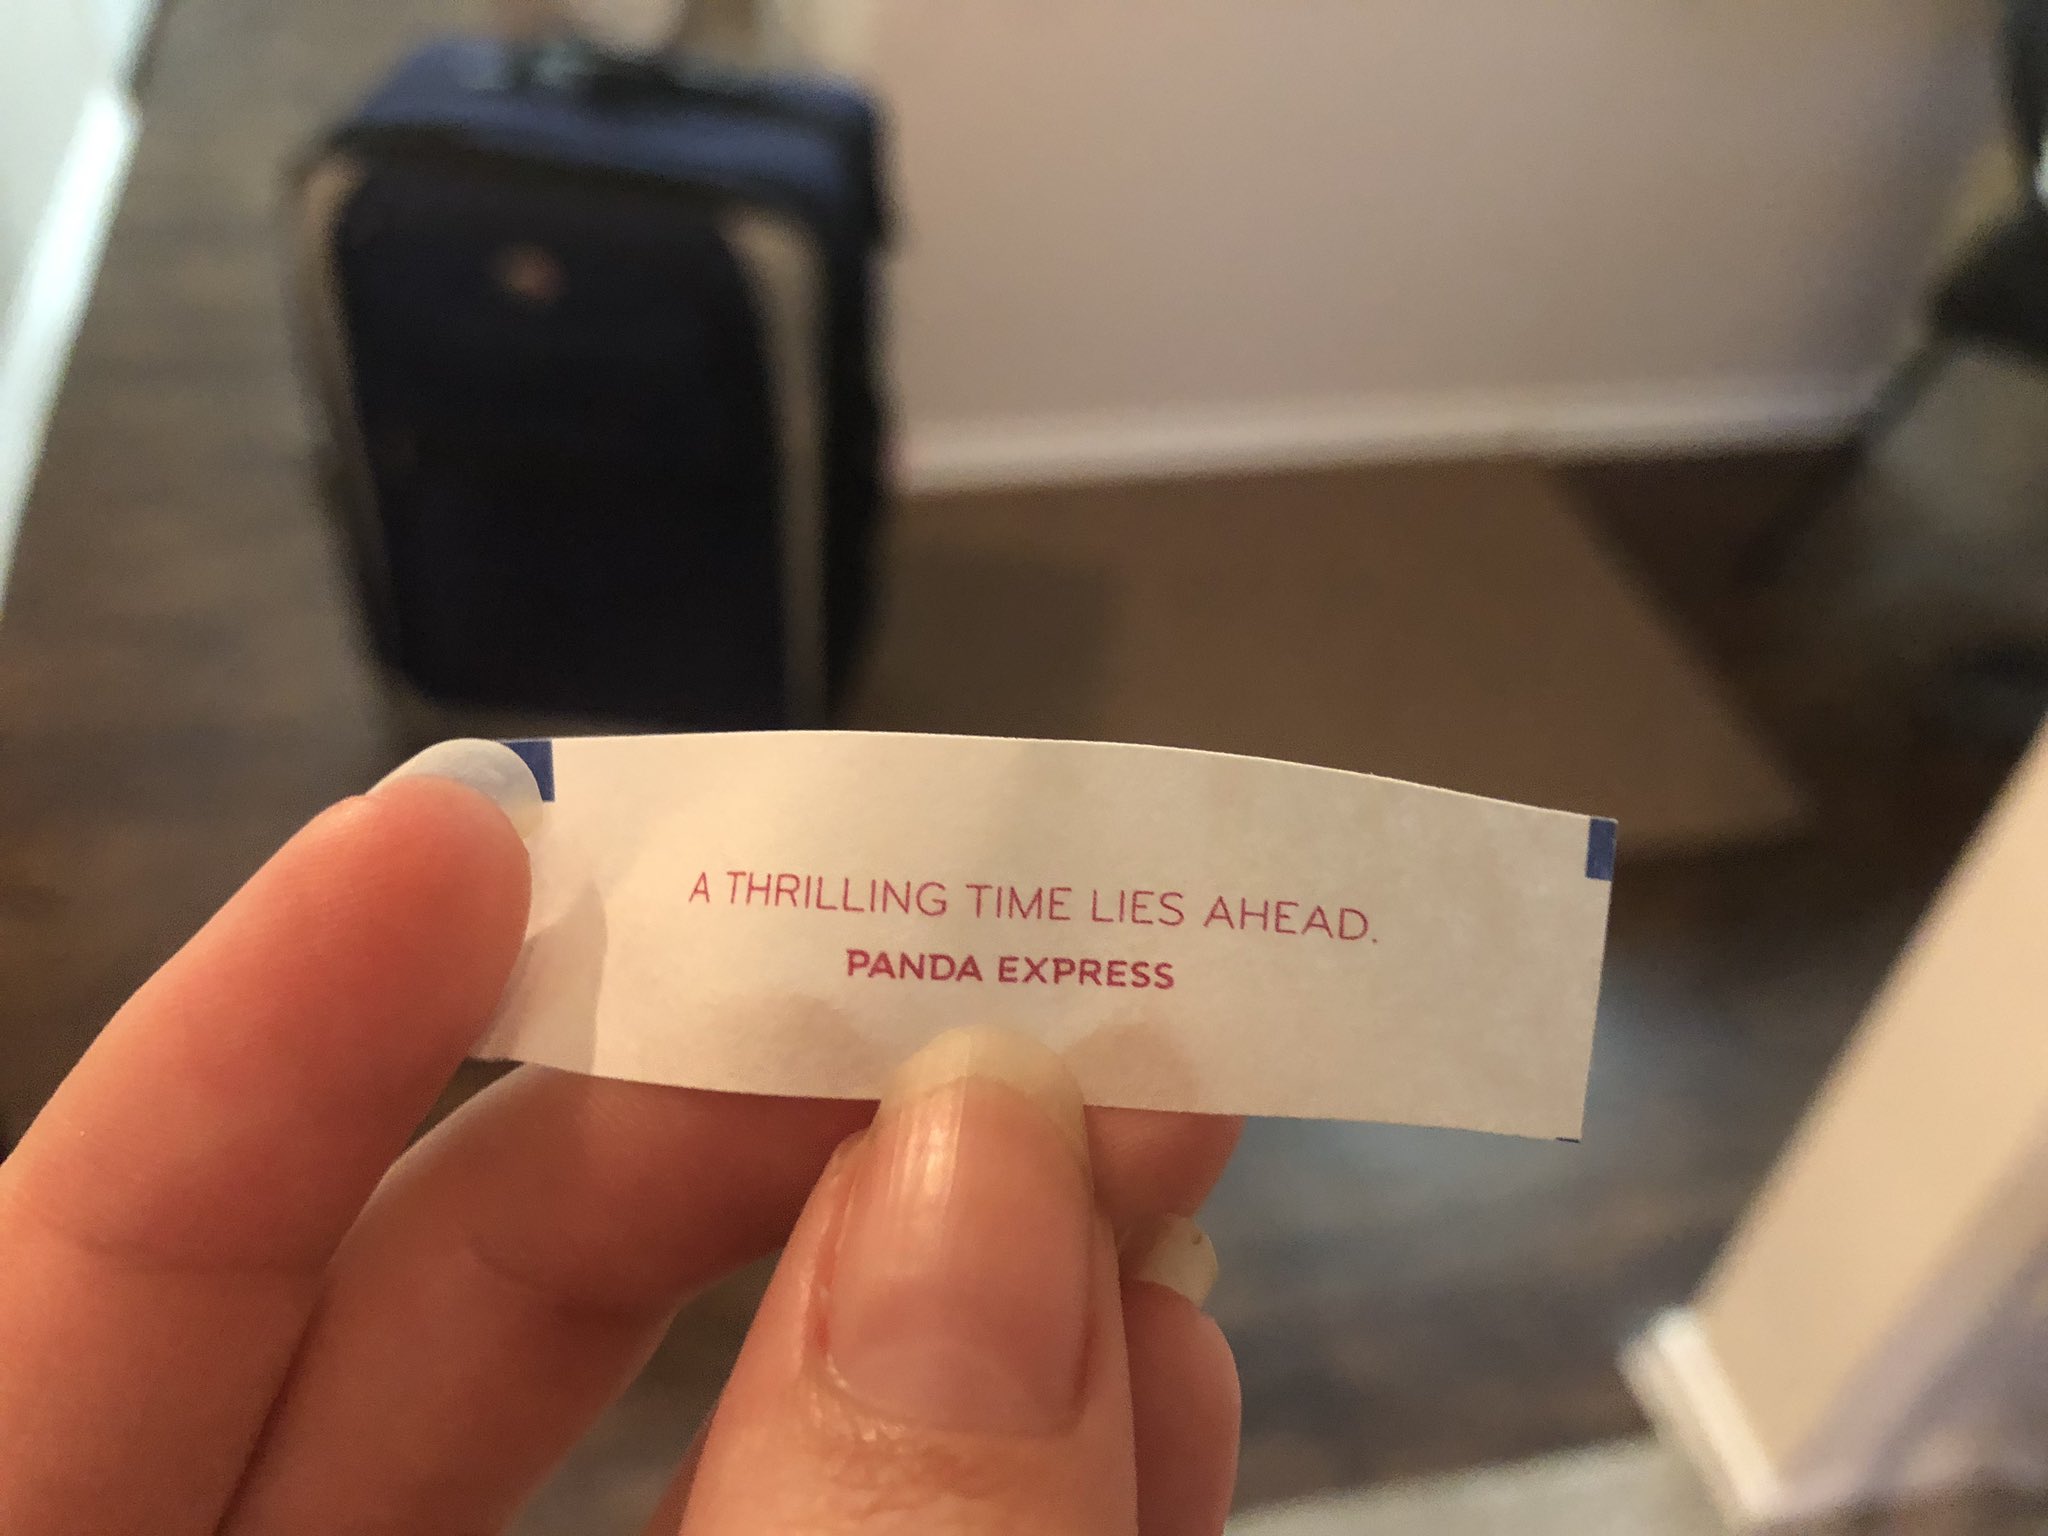 A THRILLING TIME LIES AHEAD.
PANDA EXPRESS